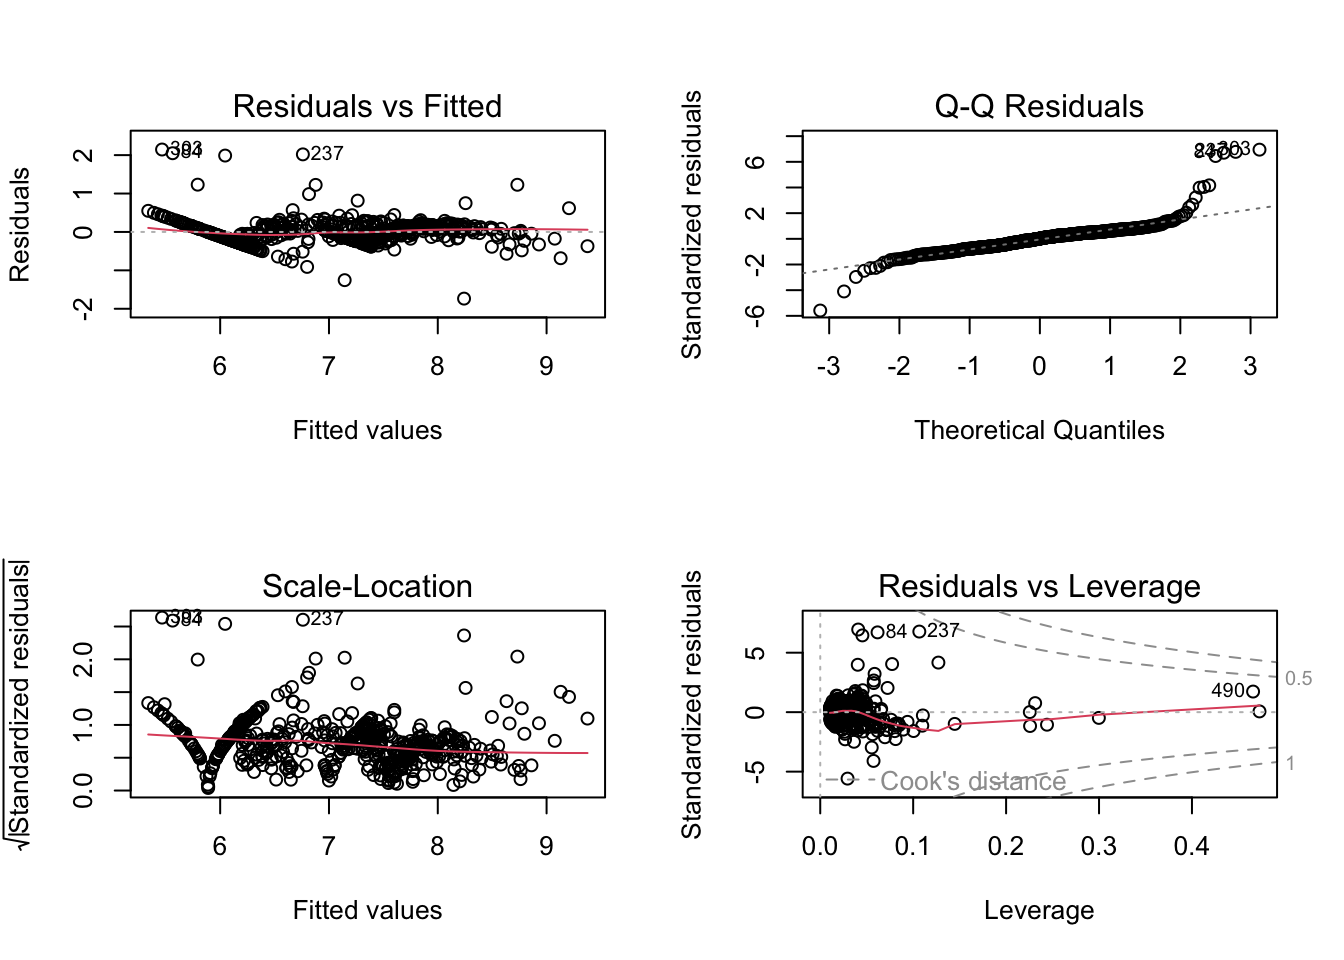 Residuals vs Fitted
Residuals
2
1
0
-2
6 7 8 9
Fitted values
237
Q-Q Residuals
Standardized residuals
6
2
-2
-6
-3 -2 -1 0 1 2 3
Theoretical Quantiles
Scale-Location
√|Standardized residuals|
2.0
1.0
0.0
6 7 8 9
Fitted values
237
Residuals vs Leverage
Standardized residuals
5
0
-5
0.0 0.1 0.2 0.3 0.4
Leverage
84
237
490
0.5
1
Cook's distance